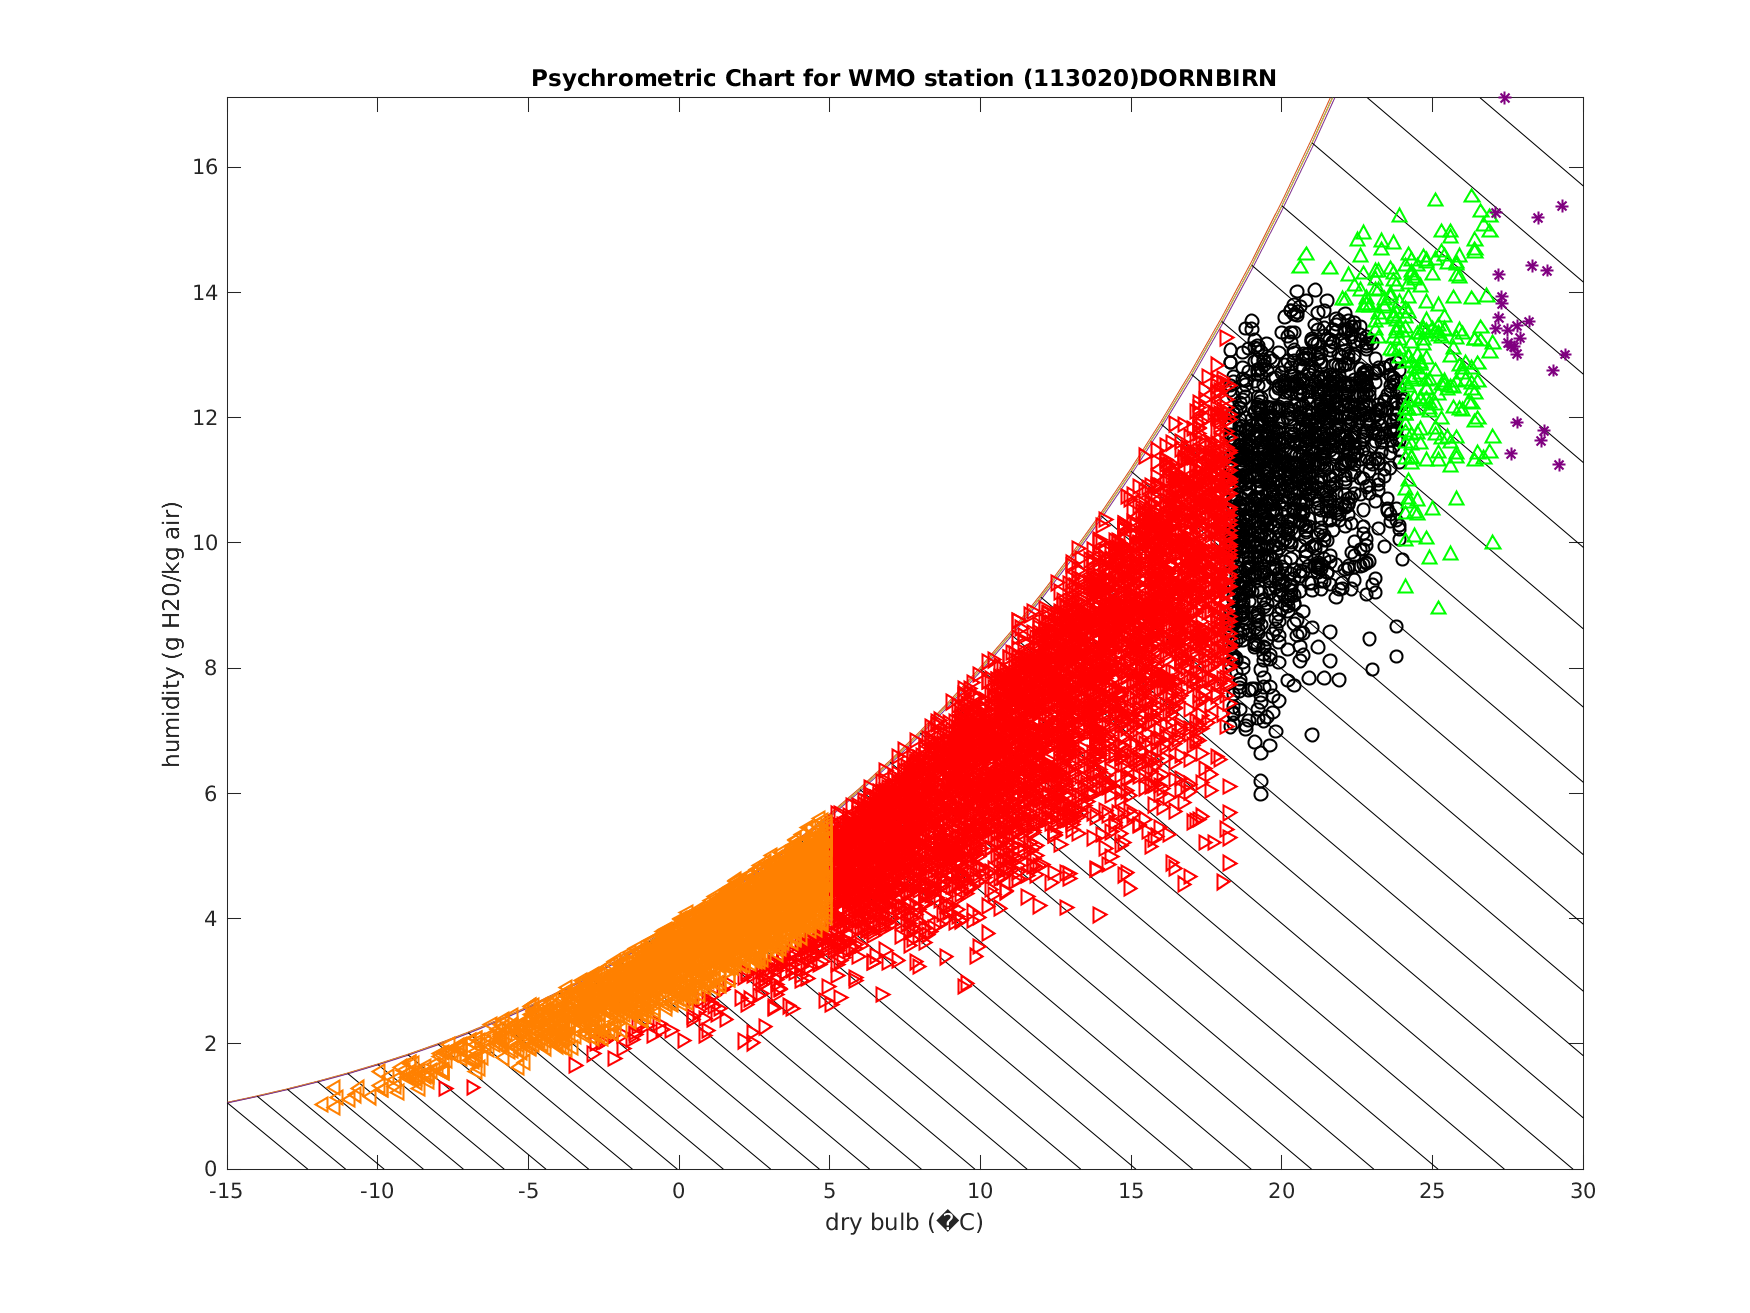 Psychrometric Chart for WMO station (113020)DORNBIRN
humidity (g H20/kg air)
16
14
12
10
8
6
4
2
0
-15 -10 -5 0 5 10 15 20 25 30
dry bulb (�C)